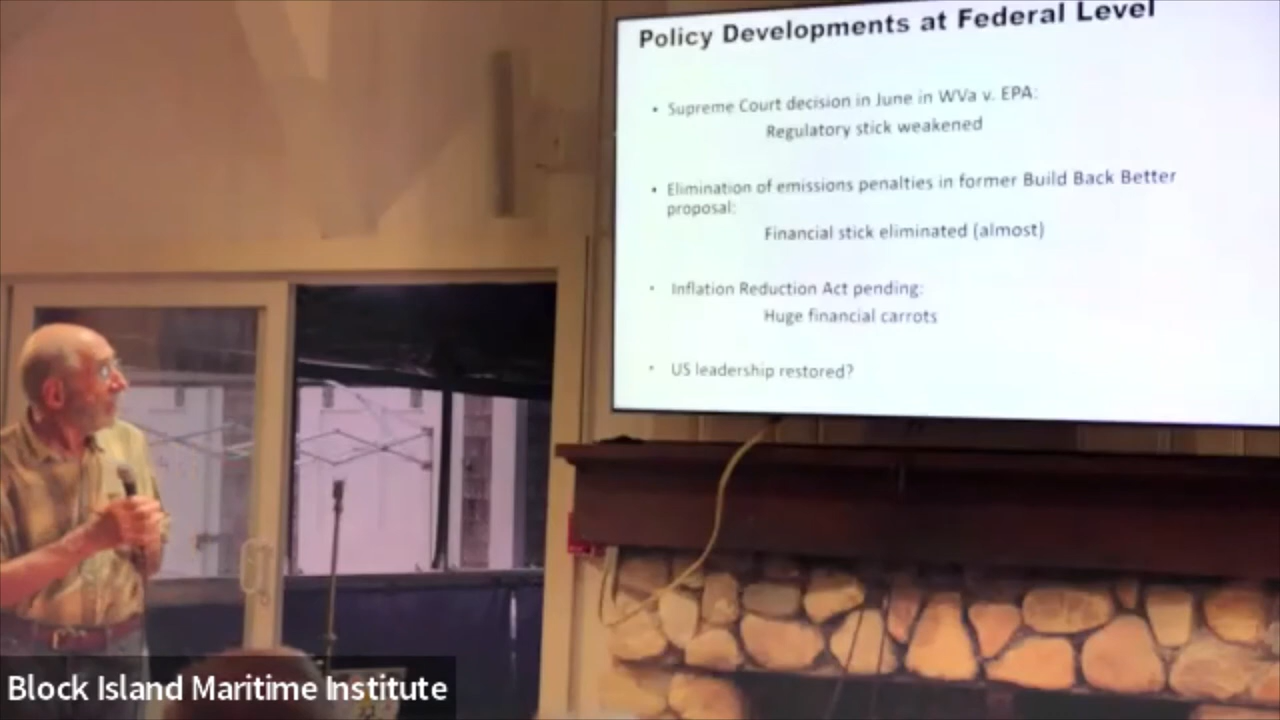 Policy Developments at Federal Level
• Supreme Court decision in June in WVa v. EPA:
Regulatory stick weakened
• Elimination of emissions penalties in former Build Back Better
proposal:
Financial stick eliminated (almost)
• Inflation Reduction Act pending:
Huge financial carrots
• US leadership restored?
Block Island Maritime Institute